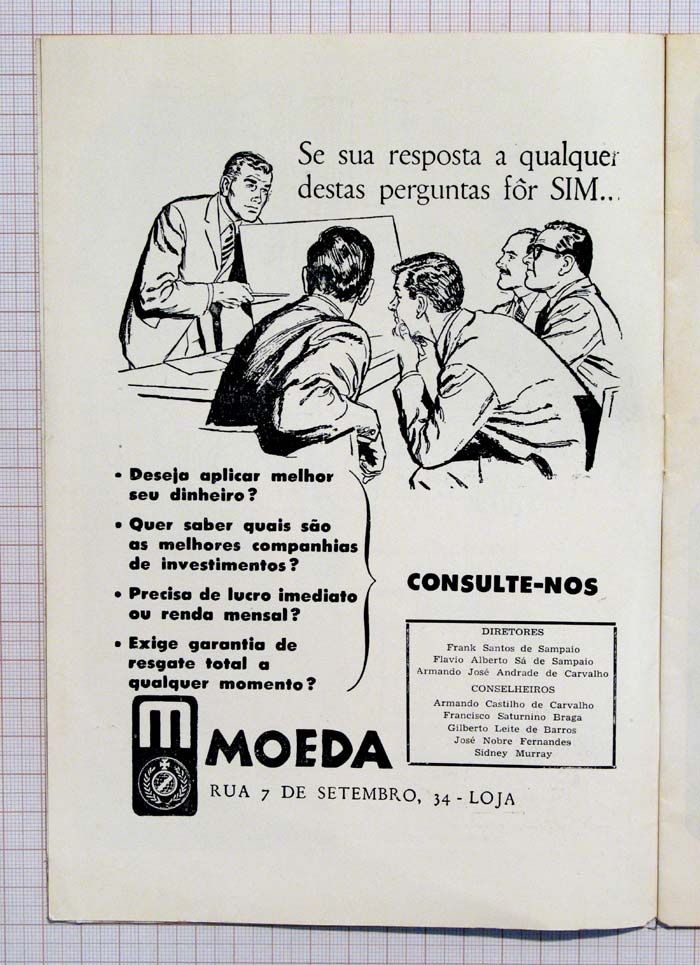 Se sua resposta a qualquer
destas perguntas fôr SIM...
• Deseja aplicar melhor
seu dinheiro?
• Quer saber quais são
as melhores companhias
de investimentos?
• Precisa de lucro imediato
ou renda mensal?
• Exige garantia de
resgate total a
qualquer momento?
CONSULTE-NOS
DIRETORES
Frank Santos de Sampaio
Flavio Alberto Sá de Sampaio
Armando José Andrade de Carvalho
CONSELHEIROS
Armando Castilho de Carvalho
Francisco Saturnino Braga
Gilberto Leite de Barros
José Nobre Fernandes
Sidney Murray
MOEDA
RUA 7 DE SETEMBRO, 34 - LOJA